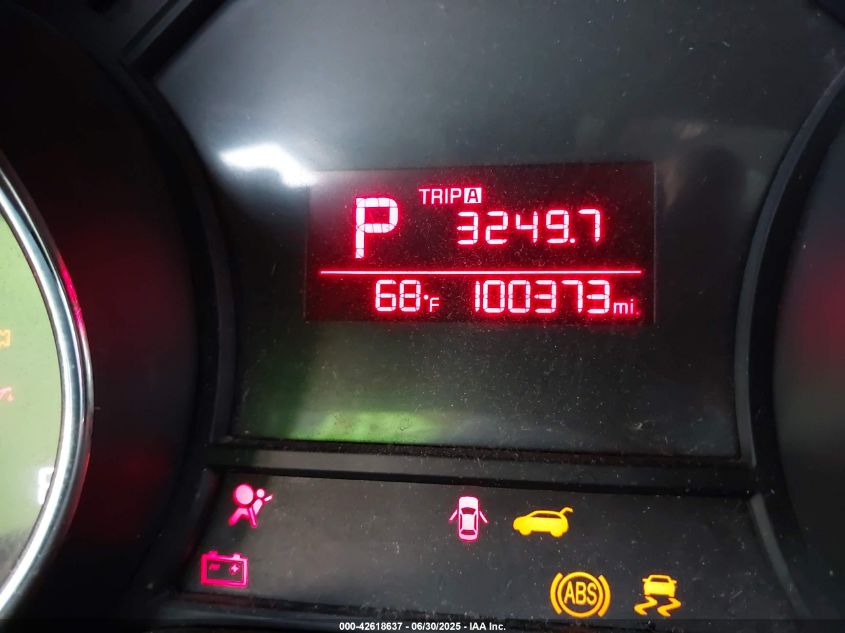 TRIP A
P 3249.7
68°F 100373 mi.
ABS
000-42618637 - 06/30/2025 - IAA Inc.